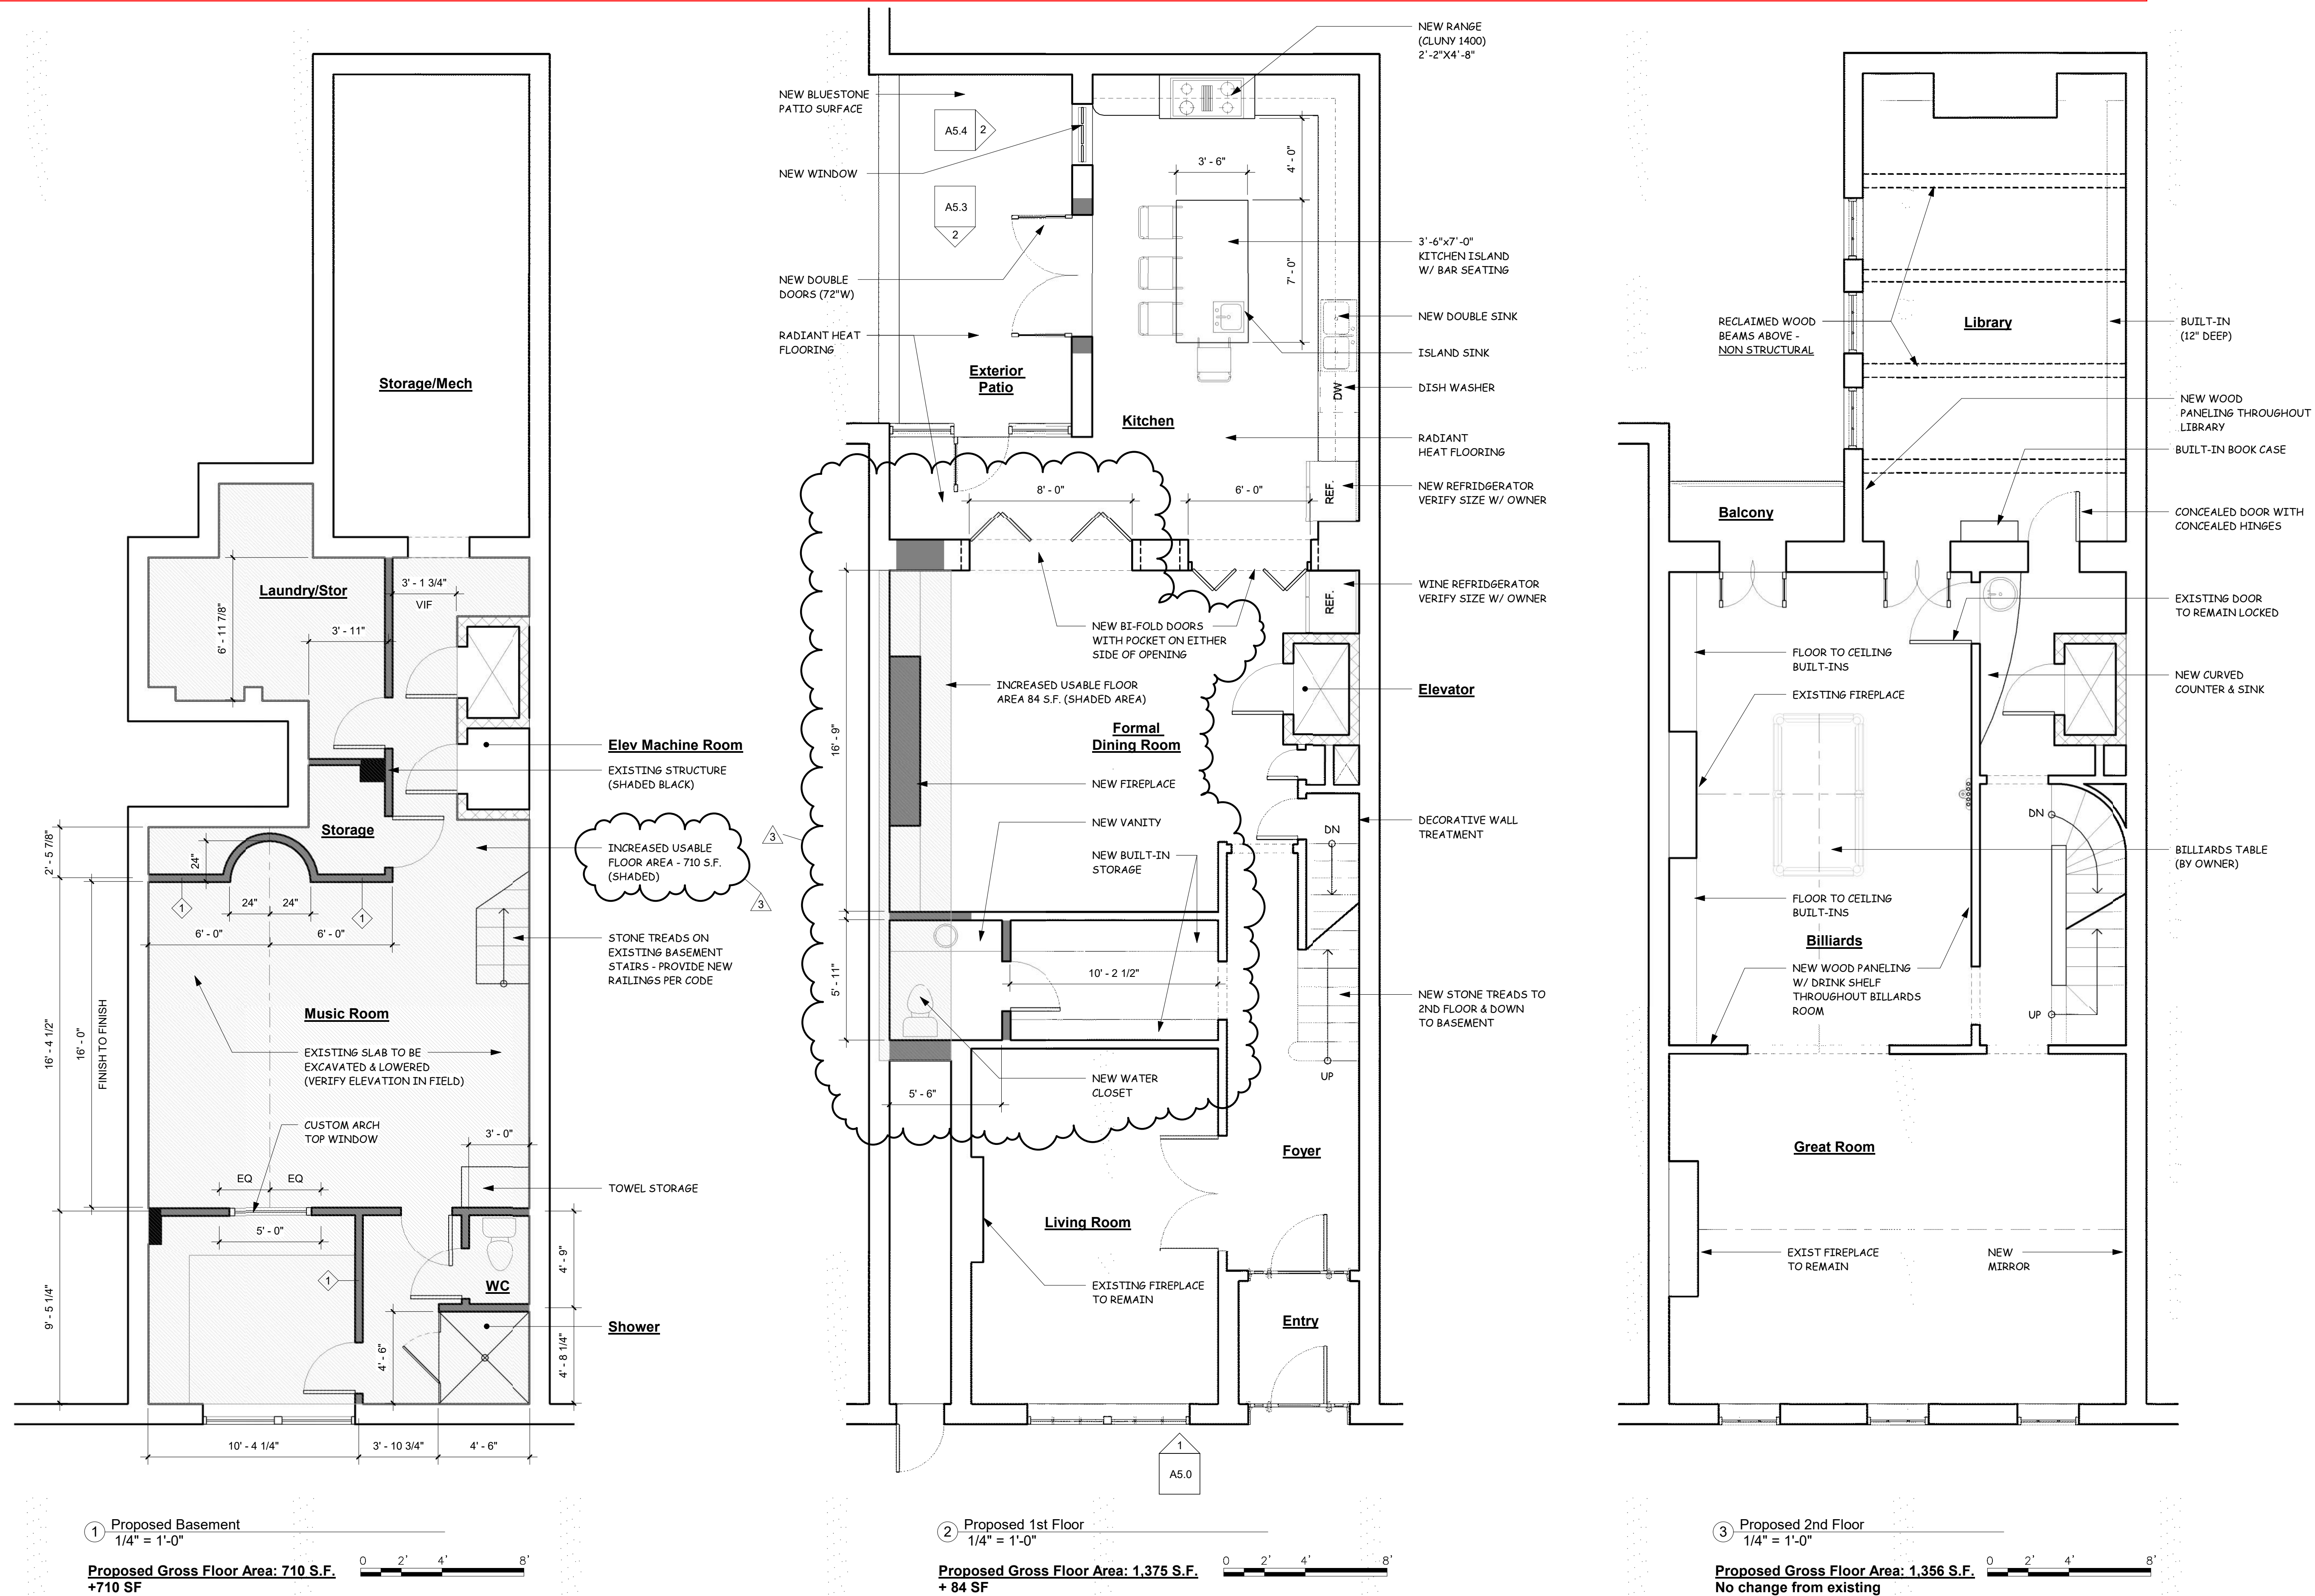 Storage/Mech
Laundry/Stor
3' - 1 3/4"
VIF
6' - 11 7/8"
3' - 11"
Elev Machine Room
EXISTING STRUCTURE
(SHADED BLACK)
Storage
2' - 5 7/8"
24"
INCREASED USABLE
FLOOR AREA - 710 S.F.
(SHADED)
3
1
1
24"
24"
6' - 0"
6' - 0"
STONE TREADS ON
EXISTING BASEMENT
STAIRS - PROVIDE NEW
RAILINGS PER CODE
16' - 4 1/2"
16' - 0"
FINISH TO FINISH
Music Room
EXISTING SLAB TO BE
EXCAVATED & LOWERED
(VERIFY ELEVATION IN FIELD)
CUSTOM ARCH
TOP WINDOW
3' - 0"
EQ
EQ
TOWEL STORAGE
5' - 0"
4' - 9"
1
WC
9' - 5 1/4"
Shower
4' - 6"
4' - 8 1/4"
10' - 4 1/4"
3' - 10 3/4"
4' - 6"
1
Proposed Basement
1/4" = 1'-0"
Proposed Gross Floor Area: 710 S.F.
+710 SF
0 2' 4' 8'
NEW RANGE
(CLUNY 1400)
2'-2"X4'-8"
NEW BLUESTONE
PATIO SURFACE
A5.4
2
NEW WINDOW
A5.3
2
3' - 6"
4' - 0"
3'-6"x7'-0"
KITCHEN ISLAND
W/ BAR SEATING
7' - 0"
NEW DOUBLE
DOORS (72"W)
NEW DOUBLE SINK
RADIANT HEAT
FLOORING
ISLAND SINK
Exterior
Patio
DW
DISH WASHER
Kitchen
RADIANT
HEAT FLOORING
8' - 0"
6' - 0"
REF.
NEW REFRIDGERATOR
VERIFY SIZE W/ OWNER
REF.
WINE REFRIDGERATOR
VERIFY SIZE W/ OWNER
NEW BI-FOLD DOORS
WITH POCKET ON EITHER
SIDE OF OPENING
INCREASED USABLE FLOOR
AREA 84 S.F. (SHADED AREA)
Elevator
Formal
Dining Room
16' - 9"
NEW FIREPLACE
3
NEW VANITY
DECORATIVE WALL
TREATMENT
DN
NEW BUILT-IN
STORAGE
5' - 11"
10' - 2 1/2"
NEW STONE TREADS TO
2ND FLOOR & DOWN
TO BASEMENT
UP
NEW WATER
CLOSET
5' - 6"
Foyer
Living Room
EXISTING FIREPLACE
TO REMAIN
Entry
1
A5.0
2
Proposed 1st Floor
1/4" = 1'-0"
Proposed Gross Floor Area: 1,375 S.F.
+ 84 SF
0 2' 4' 8'
RECLAIMED WOOD
BEAMS ABOVE -
NON STRUCTURAL
Library
BUILT-IN
(12" DEEP)
NEW WOOD
PANELING THROUGHOUT
LIBRARY
BUILT-IN BOOK CASE
Balcony
CONCEALED DOOR WITH
CONCEALED HINGES
EXISTING DOOR
TO REMAIN LOCKED
FLOOR TO CEILING
BUILT-INS
NEW CURVED
COUNTER & SINK
EXISTING FIREPLACE
DN
BILLIARDS TABLE
(BY OWNER)
FLOOR TO CEILING
BUILT-INS
Billiards
NEW WOOD PANELING
W/ DRINK SHELF
THROUGHOUT BILLARDS
ROOM
UP
Great Room
EXIST FIREPLACE
TO REMAIN
NEW
MIRROR
3
Proposed 2nd Floor
1/4" = 1'-0"
Proposed Gross Floor Area: 1,356 S.F.
No change from existing
0 2' 4' 8'